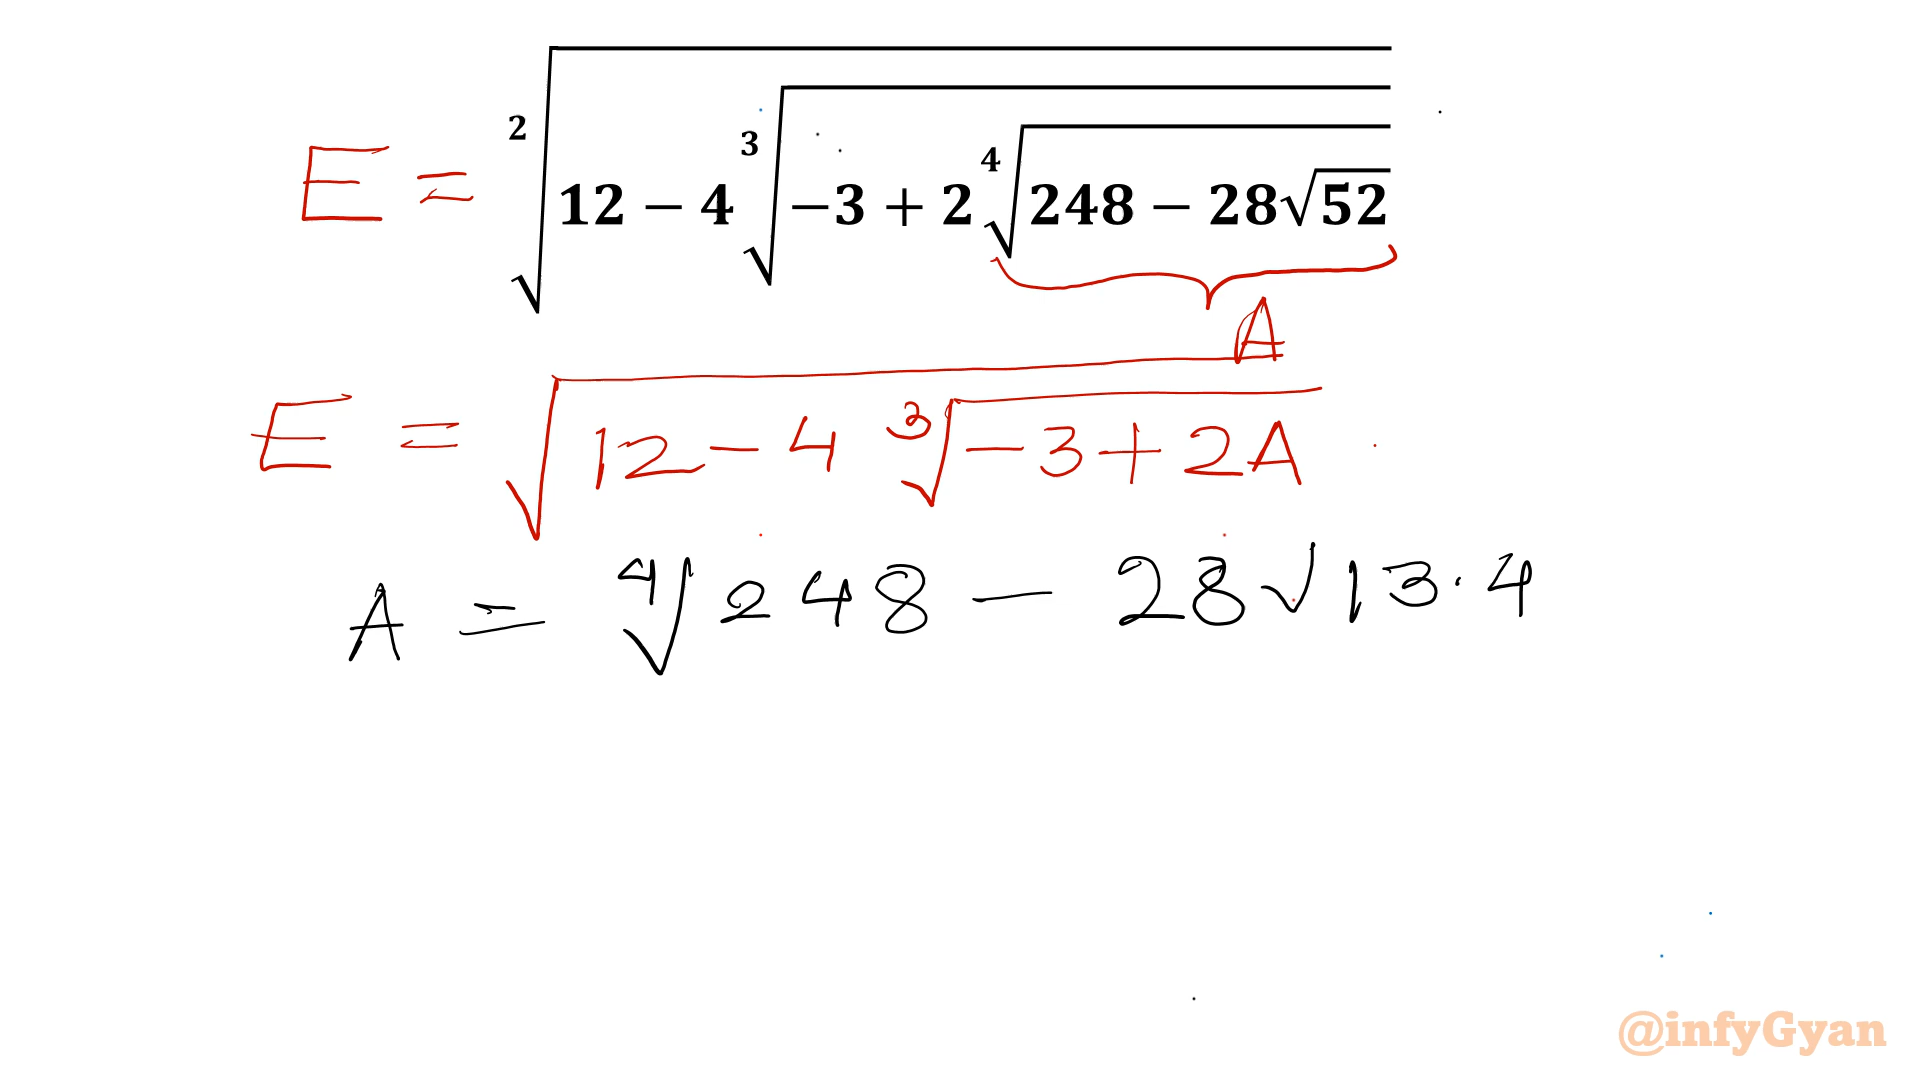 E = ²√12 − 4 ³√−3 + 2 ⁴√248 − 28√52
A
E = √12 − 4 ³√−3 + 2A
A = ⁴√248 − 28√13·4
@infyGyan